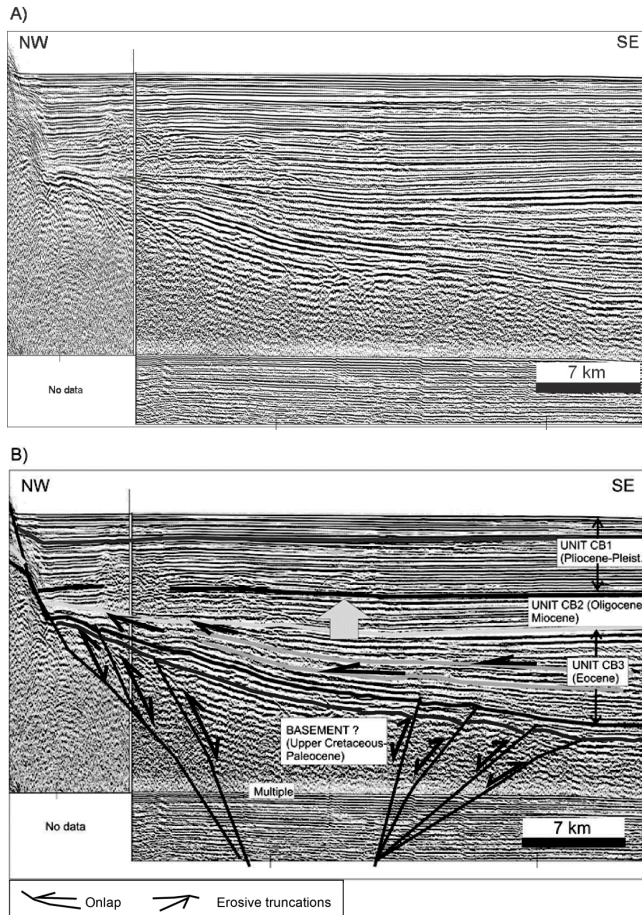 A)
NW
SE
7 km
No data
B)
NW
SE
UNIT CB1
(Pliocene-Pleist.
UNIT CB2 (Oligocene
Miocene)
UNIT CB3
(Eocene)
BASEMENT ?
(Upper Cretaceous-
Paleocene)
Multiple
No data
7 km
Onlap
Erosive truncations